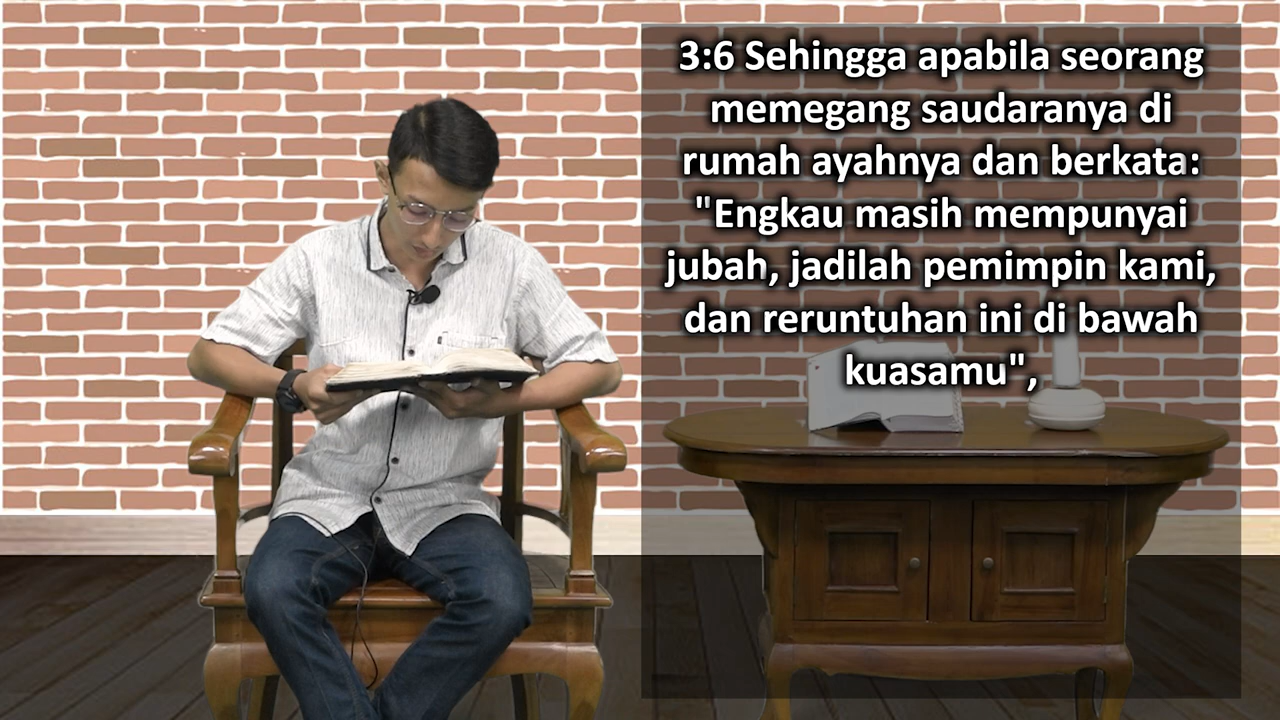 3:6 Sehingga apabila seorang
memegang saudaranya di
rumah ayahnya dan berkata:
"Engkau masih mempunyai
jubah, jadilah pemimpin kami,
dan reruntuhan ini di bawah
kuasamu",